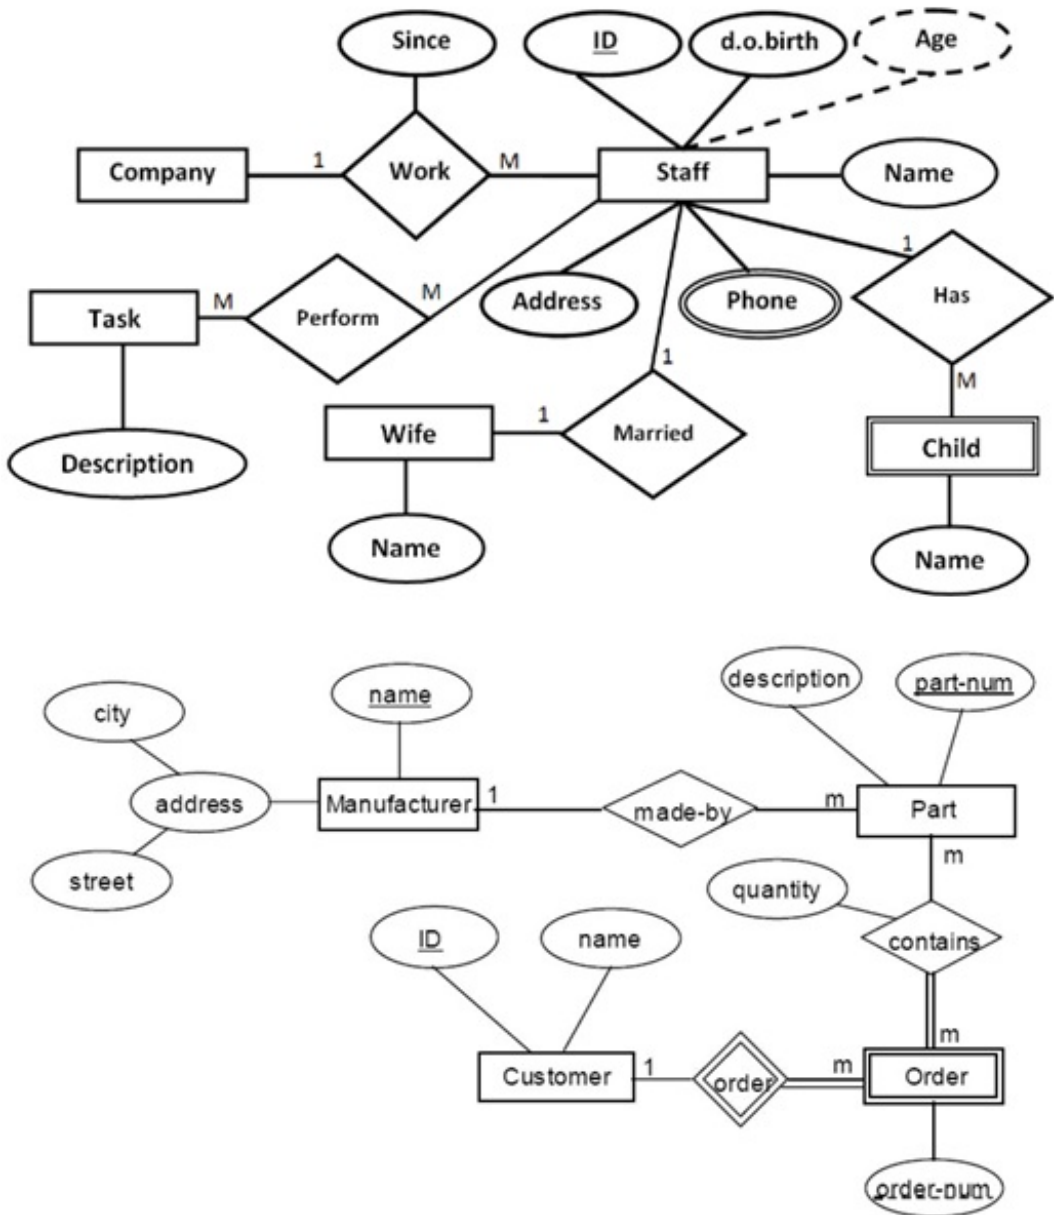 Since
ID
d.o.birth
Age
Company
1
Work
M
Staff
Name
1
Has
M
Child
Name
Address
Phone
Task
M
Perform
M
Description
Wife
1
Married
1
Name
name
description
part-num
city
address
street
Manufacturer
1
made-by
m
Part
m
quantity
contains
m
ID
name
Customer
1
order
m
Order
order-num